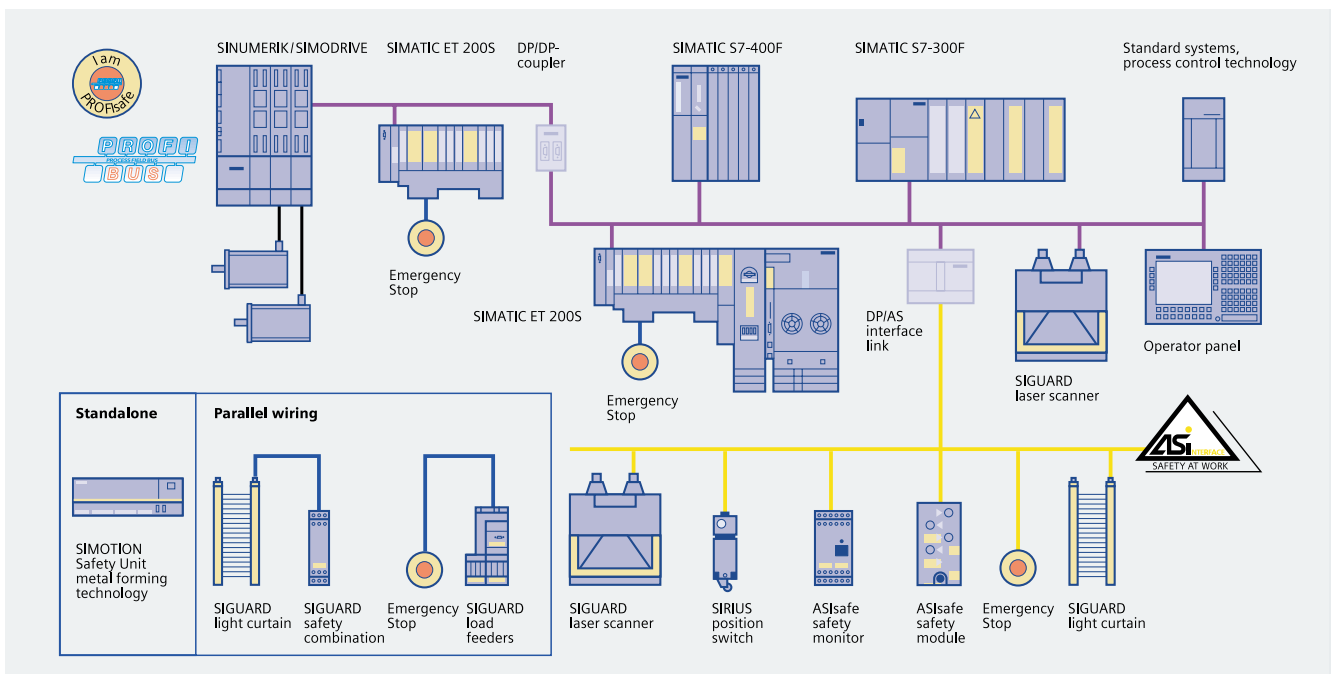 I am
PROFIsafe
PROFI
PROCESS FIELD BUS
BUS
SINUMERIK/SIMODRIVE
SIMATIC ET 200S
DP/DP-
coupler
SIMATIC S7-400F
SIMATIC S7-300F
Standard systems,
process control technology
Emergency
Stop
SIMATIC ET 200S
Emergency
Stop
DP/AS
interface
link
SIGUARD
laser scanner
Operator panel
Standalone
SIMOTION
Safety Unit
metal forming
technology
Parallel wiring
SIGUARD
light curtain
SIGUARD
safety
combination
Emergency
Stop
SIGUARD
load
feeders
ASi
INTERFACE
SAFETY AT WORK
SIGUARD
laser scanner
SIRIUS
position
switch
ASIsafe
safety
monitor
ASIsafe
safety
module
Emergency
Stop
SIGUARD
light curtain